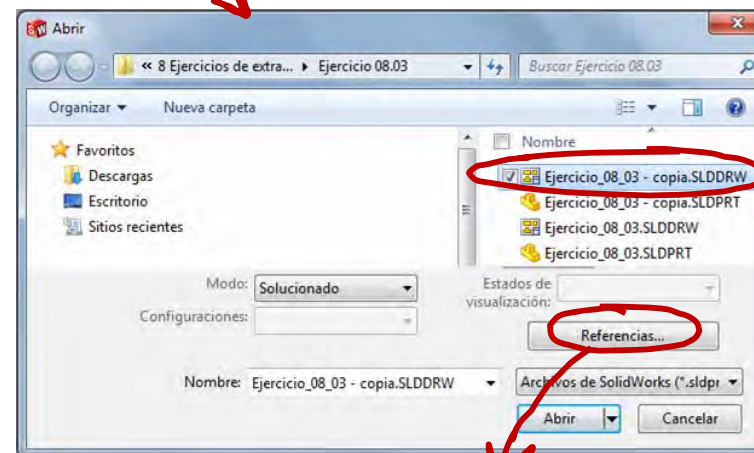 Abrir
« 8 Ejercicios de extra... ▸ Ejercicio 08.03
Buscar Ejercicio 08.03
Organizar
Nueva carpeta
Favoritos
Descargas
Escritorio
Sitios recientes
Nombre
Ejercicio_08_03 - copia.SLDDRW
Ejercicio_08_03 - copia.SLDPRT
Ejercicio_08_03.SLDDRW
Ejercicio_08_03.SLDPRT
Modo: Solucionado
Estados de
visualización:
Configuraciones:
Referencias...
Nombre: Ejercicio_08_03 - copia.SLDDRW
Archivos de SolidWorks (*.sldpr
Abrir
Cancelar